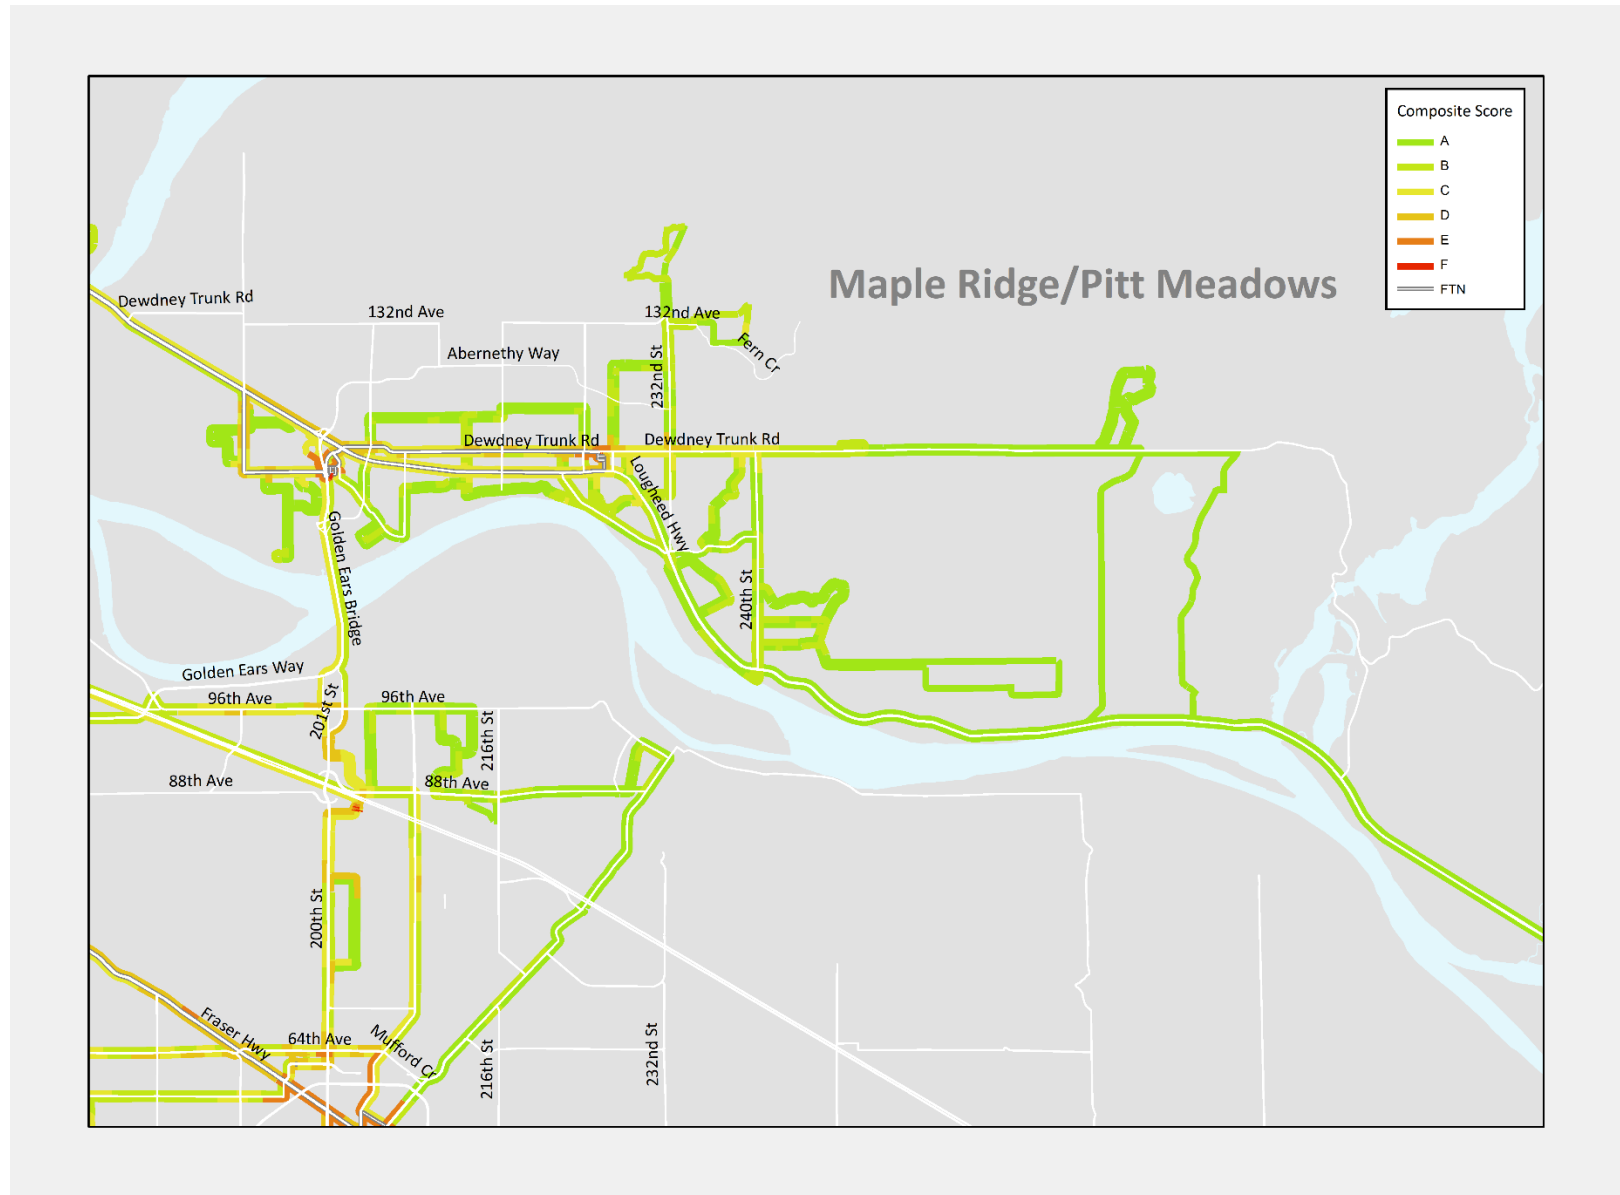 Composite Score
A
B
C
D
E
F
FTN
Maple Ridge/Pitt Meadows
Dewdney Trunk Rd
132nd Ave
132nd Ave
Fern Cr
Abernethy Way
232nd St
Dewdney Trunk Rd
Dewdney Trunk Rd
Lougheed Hwy
Golden Ears Bridge
240th St
Golden Ears Way
96th Ave
201st St
96th Ave
216th St
88th Ave
88th Ave
200th St
Fraser Hwy
64th Ave
Mufford Cr
216th St
232nd St